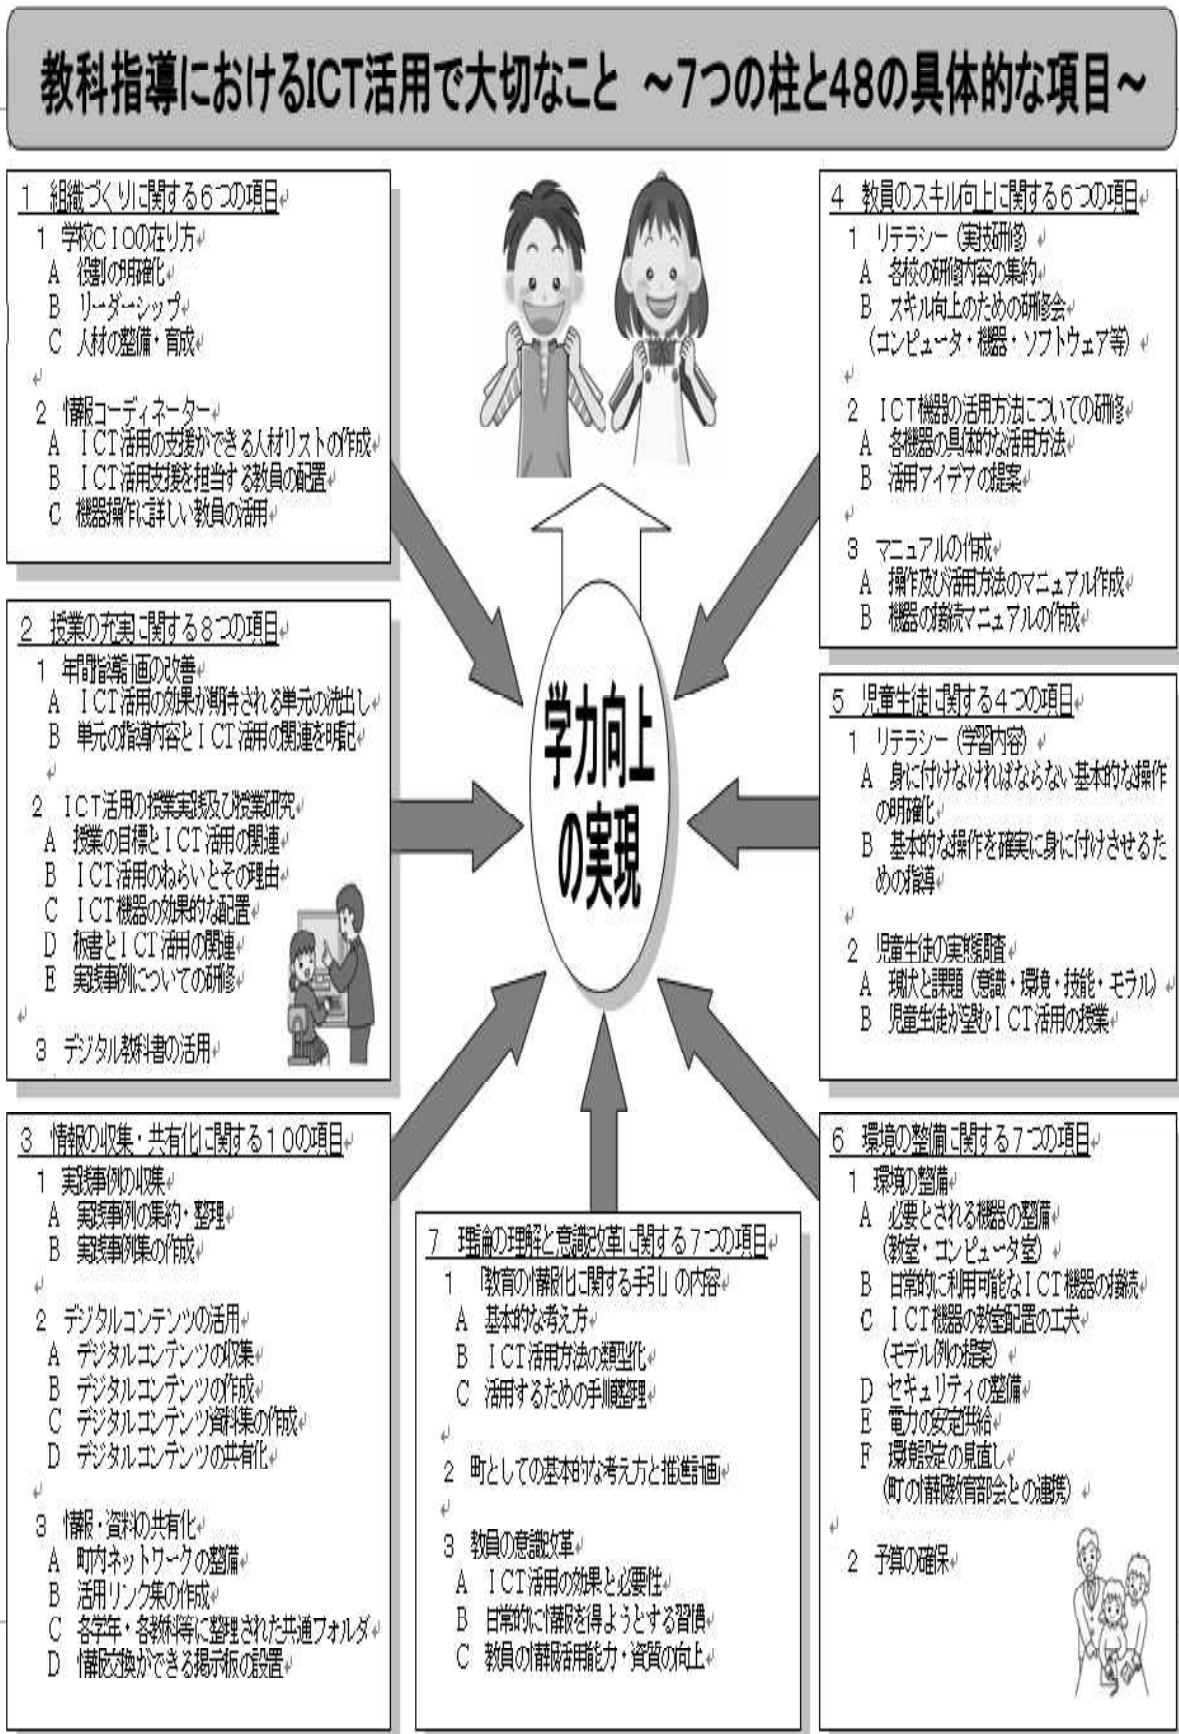 教科指導におけるICT活用で大切なこと　～7つの柱と48の具体的な項目～
1　組織づくりに関する6つの項目
1　学校CIOの在り方
A　役割の明確化
B　リーダーシップ
C　人材の整備・育成
2　情報コーディネーター
A　ICT活用の支援ができる人材リストの作成
B　ICT活用支援を担当する教員の配置
C　機器操作に詳しい教員の活用
2　授業の充実に関する8つの項目
1　年間指導計画の改善
A　ICT活用の効果が期待される単元の洗出し
B　単元の指導内容とICT活用の関連を明記
2　ICT活用の授業実践及び授業研究
A　授業の目標とICT活用の関連
B　ICT活用のねらいとその理由
C　ICT機器の効果的な配置
D　板書とICT活用の関連
E　実践事例についての研修
3　デジタル教科書の活用
3　情報の収集・共有化に関する10の項目
1　実践事例の収集
A　実践事例の集約・整理
B　実践事例集の作成
2　デジタルコンテンツの活用
A　デジタルコンテンツの収集
B　デジタルコンテンツの作成
C　デジタルコンテンツ資料集の作成
D　デジタルコンテンツの共有化
3　情報・資料の共有化
A　町内ネットワークの整備
B　活用リンク集の作成
C　各学年・各教科等に整理された共通フォルダ
D　情報交換ができる掲示板の設置
学力向上
の実現
7　理論の理解と意識改革に関する7つの項目
1　「教育の情報化に関する手引」の内容
A　基本的な考え方
B　ICT活用方法の類型化
C　活用するための手順整理
2　町としての基本的な考え方と推進計画
3　教員の意識改革
A　ICT活用の効果と必要性
B　日常的に情報を得ようとする習慣
C　教員の情報活用能力・資質の向上
4　教員のスキル向上に関する6つの項目
1　リテラシー（実技研修）
A　各校の研修内容の集約
B　スキル向上のための研修会
（コンピュータ・機器・ソフトウェア等）
2　ICT機器の活用方法についての研修
A　各機器の具体的な活用方法
B　活用アイデアの提案
3　マニュアルの作成
A　操作及び活用方法のマニュアル作成
B　機器の接続マニュアルの作成
5　児童生徒に関する4つの項目
1　リテラシー（学習内容）
A　身に付けなければならない基本的な操作
の明確化
B　基本的な操作を確実に身に付けさせるた
めの指導
2　児童生徒の実態調査
A　現状と課題（意識・環境・技能・モラル）
B　児童生徒が望むICT活用の授業
6　環境の整備に関する7つの項目
1　環境の整備
A　必要とされる機器の整備
（教室・コンピュータ室）
B　日常的に利用可能なICT機器の接続
C　ICT機器の教室配置の工夫
（モデル例の提案）
D　セキュリティの整備
E　電力の安定供給
F　環境設定の見直し
（町の情報教育部会との連携）
2　予算の確保